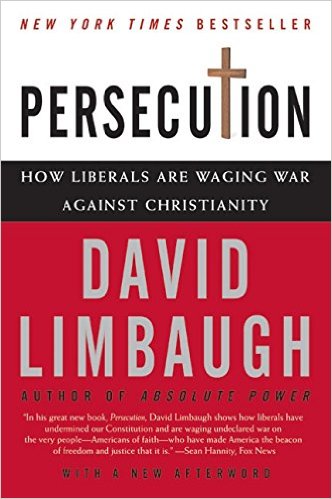 NEW YORK TIMES BESTSELLER
PERSECUTION
HOW LIBERALS ARE WAGING WAR
AGAINST CHRISTIANITY
DAVID
LIMBAUGH
AUTHOR OF ABSOLUTE POWER
"In his great new book, Persecution, David Limbaugh shows how liberals have
undermined our Constitution and are waging undeclared war on
the very people—Americans of faith—who have made America the beacon
of freedom and justice that it is."—Sean Hannity, Fox News
WITH A NEW AFTERWORD